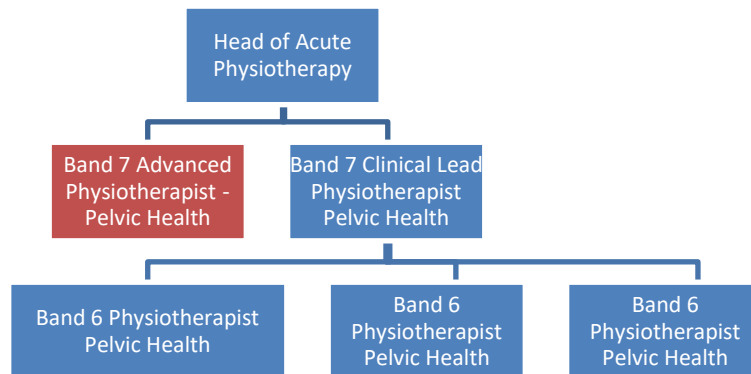 Head of Acute
Physiotherapy
Band 7 Advanced
Physiotherapist -
Pelvic Health
Band 7 Clinical Lead
Physiotherapist
Pelvic Health
Band 6 Physiotherapist
Pelvic Health
Band 6
Physiotherapist
Pelvic Health
Band 6
Physiotherapist
Pelvic Health